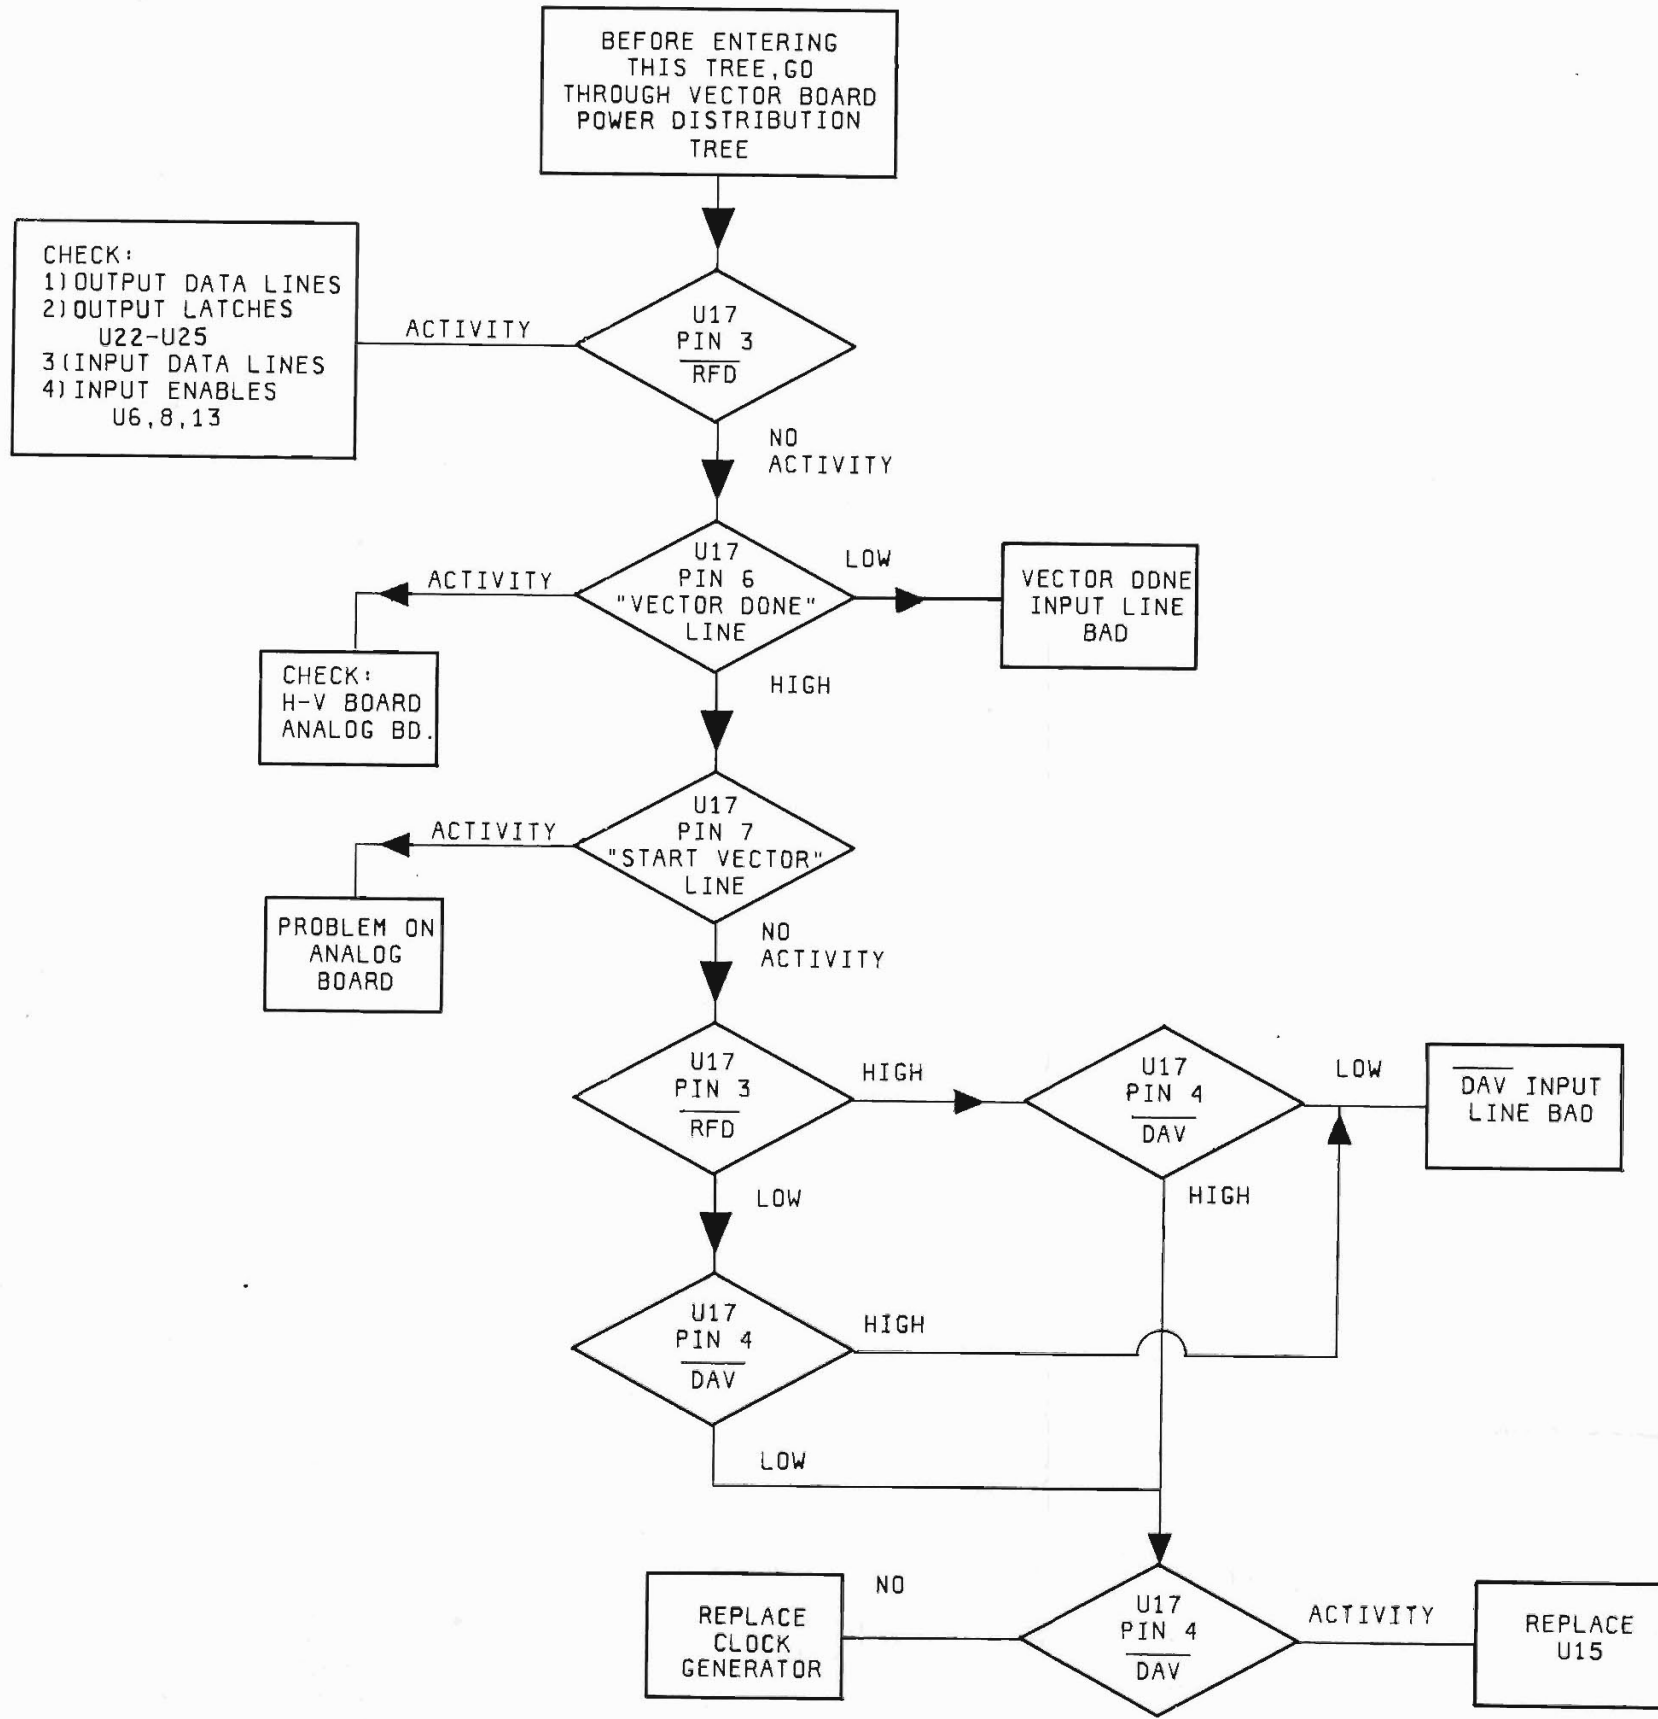 BEFORE ENTERING
THIS TREE,GO
THROUGH VECTOR BOARD
POWER DISTRIBUTION
TREE
CHECK:
1)OUTPUT DATA LINES
2)OUTPUT LATCHES
U22-U25
3(INPUT DATA LINES
4)INPUT ENABLES
U6,8,13
ACTIVITY
U17
PIN 3
RFD
NO
ACTIVITY
U17
PIN 6
"VECTOR DONE"
LINE
ACTIVITY
LOW
VECTOR DONE
INPUT LINE
BAD
CHECK:
H-V BOARD
ANALOG BD.
HIGH
U17
PIN 7
"START VECTOR"
LINE
ACTIVITY
PROBLEM ON
ANALOG
BOARD
NO
ACTIVITY
U17
PIN 3
RFD
HIGH
U17
PIN 4
DAV
LOW
DAV INPUT
LINE BAD
LOW
HIGH
U17
PIN 4
DAV
HIGH
LOW
REPLACE
CLOCK
GENERATOR
NO
U17
PIN 4
DAV
ACTIVITY
REPLACE
U15